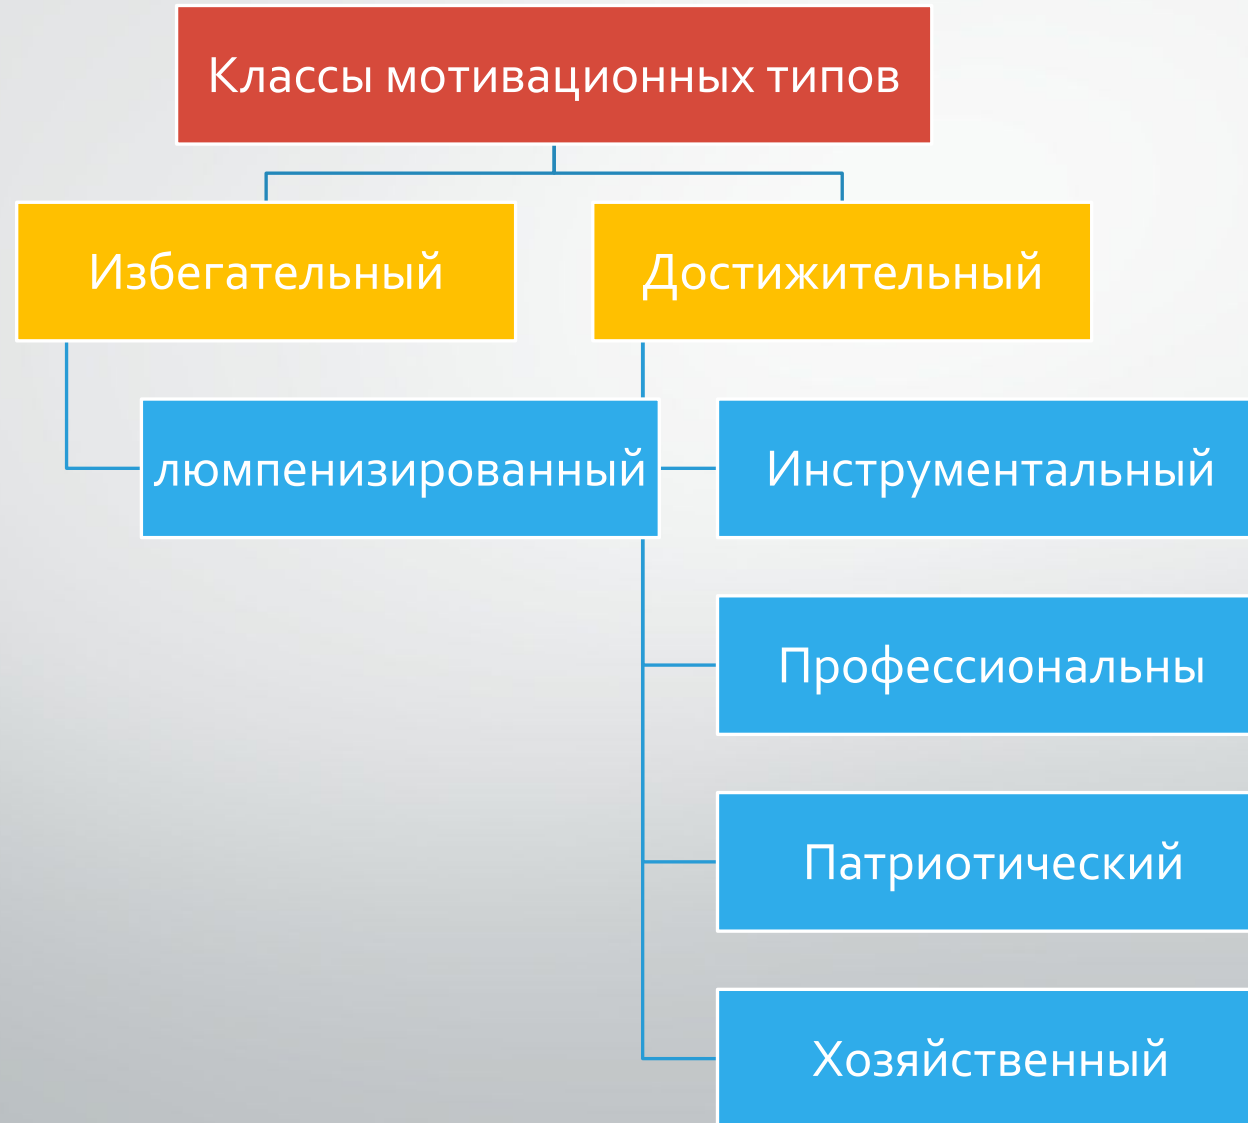 Классы мотивационных типов
Избегательный
Достижительный
люмпенизированный
Инструментальный
Профессиональны
Патриотический
Хозяйственный